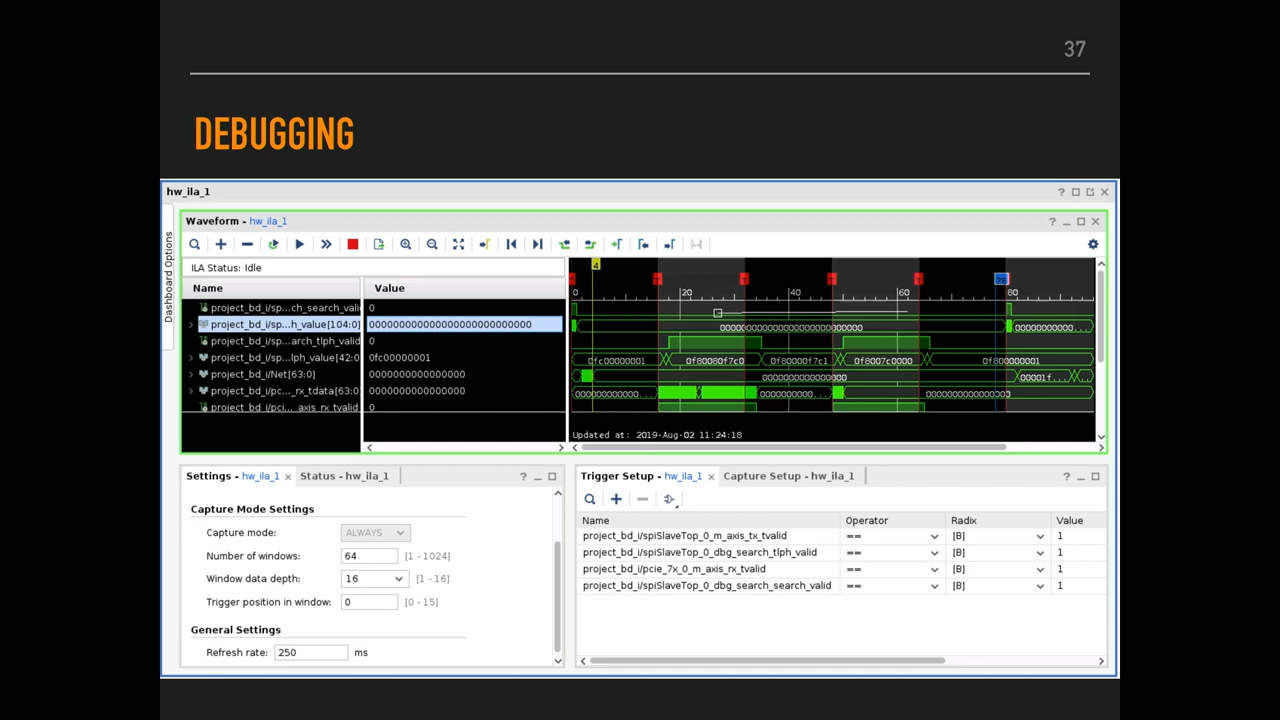 37
DEBUGGING
hw_ila_1
Dashboard Options
Waveform - hw_ila_1
ILA Status: Idle
Name Value
project_bd_i/sp...ch_search_vali 0
project_bd_i/sp...h_value[104:0]
project_bd_i/sp...arch_tlph_vali 0
project_bd_i/sp...lph_value[42:0 0fc00000001
project_bd_i/Net[63:0] 0000000000000000
project_bd_i/pc..._rx_tdata[63:0 0000000000000000
project_bd_i/pci..._axis_rx_tvalid 0
4
78
0 20 40 60 80
0fc00000001 0f80080f7c0 0f80000f7c1 0f8007c0000 0f800000001
00001f...
Updated at: 2019-Aug-02 11:24:18
Settings - hw_ila_1 Status - hw_ila_1
Capture Mode Settings
Capture mode: ALWAYS
Number of windows: 64 [1 - 1024]
Window data depth: 16 [1 - 16]
Trigger position in window: 0 [0 - 15]
General Settings
Refresh rate: 250 ms
Trigger Setup - hw_ila_1 Capture Setup - hw_ila_1
Name Operator Radix Value
project_bd_i/spiSlaveTop_0_m_axis_tx_tvalid == [B] 1
project_bd_i/spiSlaveTop_0_dbg_search_tlph_valid == [B] 1
project_bd_i/pcie_7x_0_m_axis_rx_tvalid == [B] 1
project_bd_i/spiSlaveTop_0_dbg_search_search_valid == [B] 1